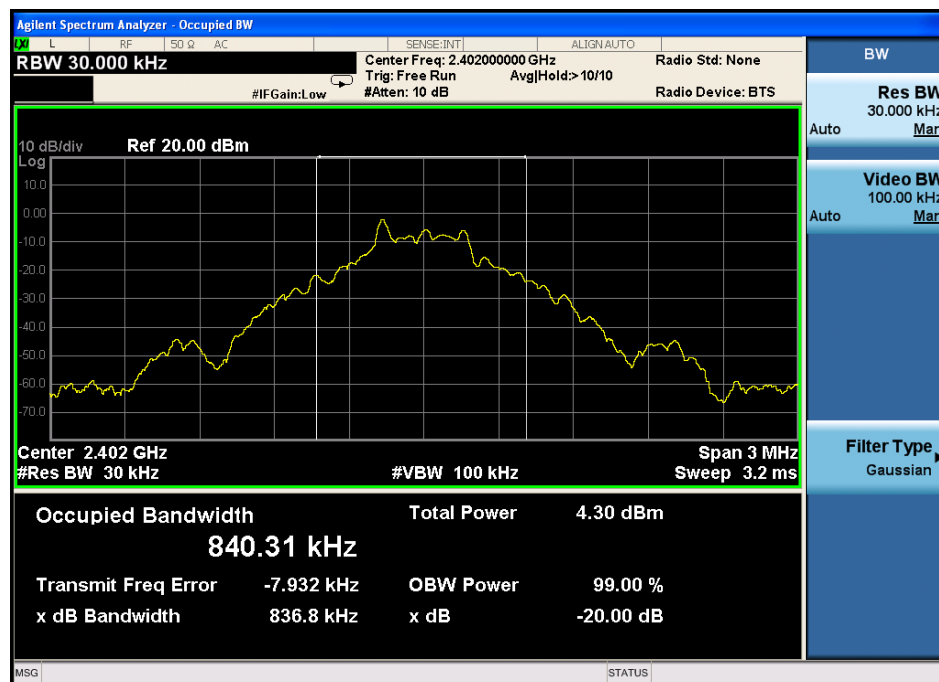 Agilent Spectrum Analyzer - Occupied BW
LXI L RF 50 Ω AC SENSE:INT ALIGN AUTO
RBW 30.000 kHz
Center Freq: 2.402000000 GHz Radio Std: None
Trig: Free Run Avg|Hold:>10/10
#IFGain:Low #Atten: 10 dB Radio Device: BTS
10 dB/div Ref 20.00 dBm
Log
10.0
0.00
-10.0
-20.0
-30.0
-40.0
-50.0
-60.0
-70.0
Center 2.402 GHz Span 3 MHz
#Res BW 30 kHz #VBW 100 kHz Sweep 3.2 ms
Occupied Bandwidth Total Power 4.30 dBm
840.31 kHz
Transmit Freq Error -7.932 kHz OBW Power 99.00 %
x dB Bandwidth 836.8 kHz x dB -20.00 dB
MSG STATUS
BW
Res BW
30.000 kHz
Auto Man
Video BW
100.00 kHz
Auto Man
Filter Type
Gaussian